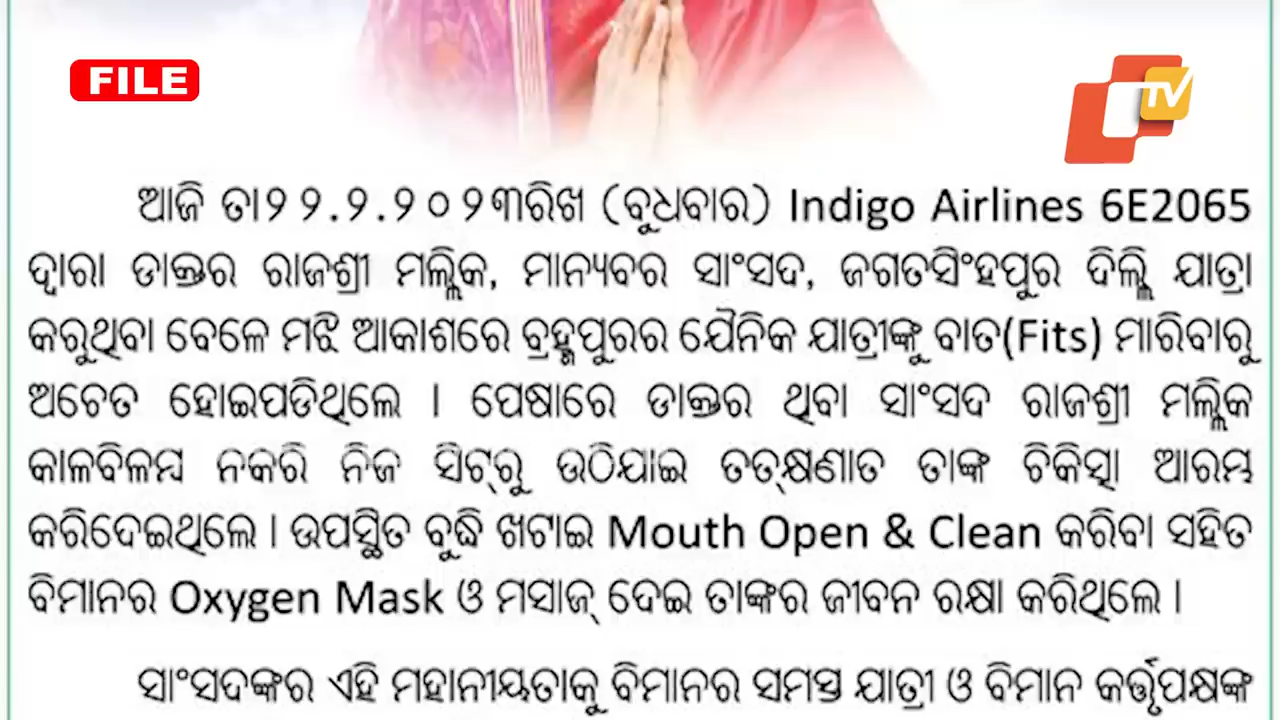 FILE
TV
ଆଜି ତା୨୨.୨.୨୦୨୩ରିଖ (ବୁଧବାର) Indigo Airlines 6E2065
ଦ୍ୱାରା ଡାକ୍ତର ରାଜଶ୍ରୀ ମଲ୍ଲିକ, ମାନ୍ୟବର ସାଂସଦ, ଜଗତସିଂହପୁର ଦିଲ୍ଲି ଯାତ୍ରା
କରୁଥିବା ବେଳେ ମଝି ଆକାଶରେ ବ୍ରହ୍ମପୁରର ଯୈନିକ ଯାତ୍ରୀଙ୍କୁ ବାତ(Fits) ମାରିବାରୁ
ଅଚେତ ହୋଇପଡିଥିଲେ । ପେଷାରେ ଡାକ୍ତର ଥିବା ସାଂସଦ ରାଜଶ୍ରୀ ମଲ୍ଲିକ
କାଳବିଳମ୍ବ ନକରି ନିଜ ସିଟ୍‌ରୁ ଉଠିଯାଇ ତତ୍‌କ୍ଷଣାତ ତାଙ୍କ ଚିକିତ୍ସା ଆରମ୍ଭ
କରିଦେଇଥିଲେ । ଉପସ୍ଥିତ ବୁଦ୍ଧି ଖଟାଇ Mouth Open & Clean କରିବା ସହିତ
ବିମାନର Oxygen Mask ଓ ମସାଜ୍ ଦେଇ ତାଙ୍କର ଜୀବନ ରକ୍ଷା କରିଥିଲେ ।
ସାଂସଦଙ୍କର ଏହି ମହାନୀୟତାକୁ ବିମାନର ସମସ୍ତ ଯାତ୍ରୀ ଓ ବିମାନ କର୍ତ୍ତୃପକ୍ଷଙ୍କ